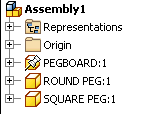 Assembly1
Representations
Origin
PEGBOARD:1
ROUND PEG:1
SQUARE PEG:1